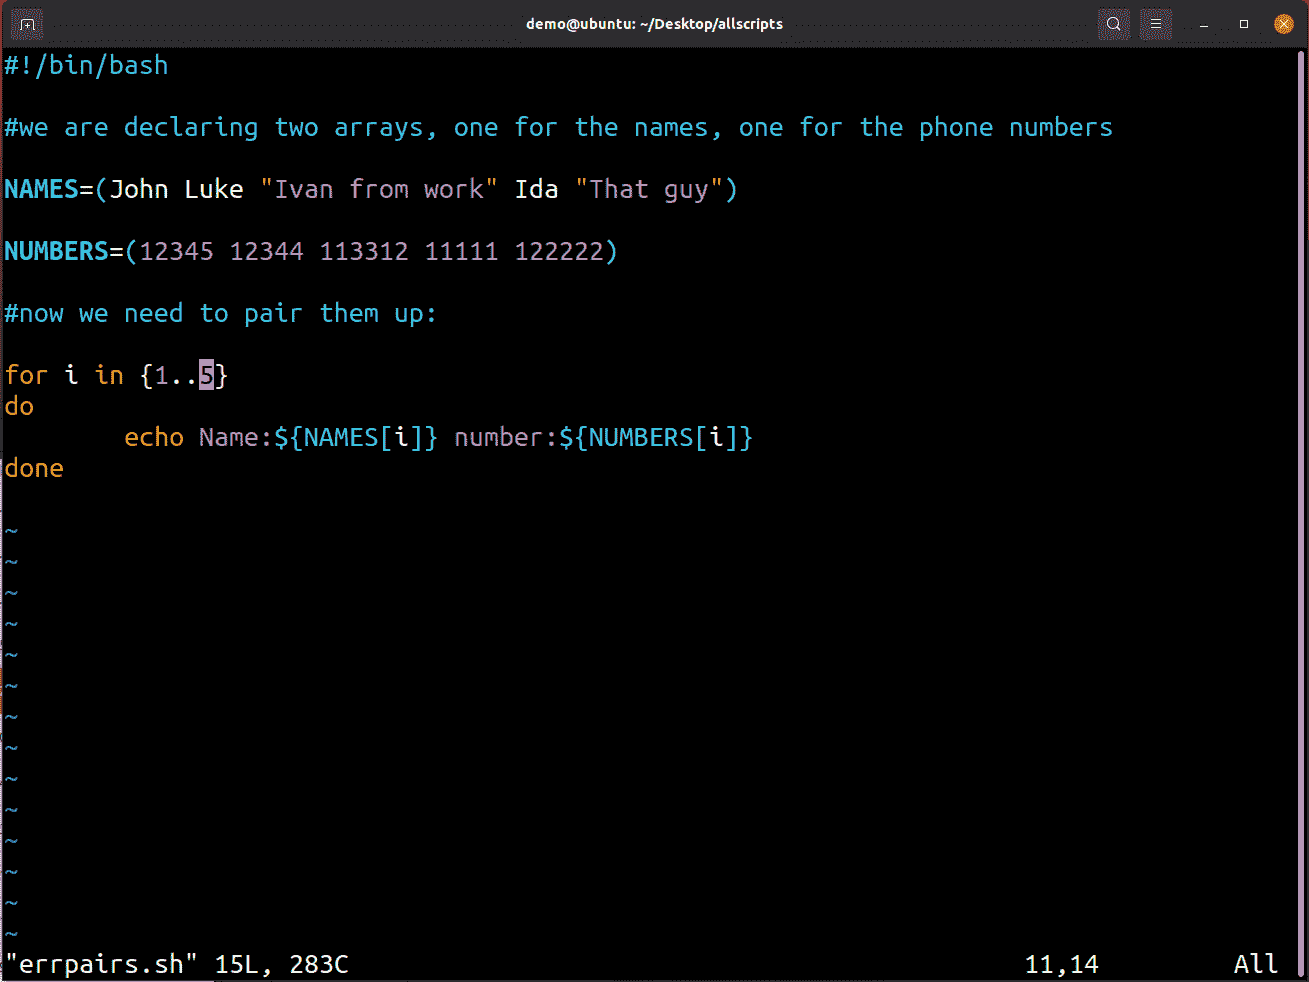 demo@ubuntu: ~/Desktop/allscripts
#!/bin/bash
#we are declaring two arrays, one for the names, one for the phone numbers
NAMES=(John Luke "Ivan from work" Ida "That guy")
NUMBERS=(12345 12344 113312 11111 122222)
#now we need to pair them up:
for i in {1..5}
do
        echo Name:${NAMES[i]} number:${NUMBERS[i]}
done
~
~
~
~
~
~
~
~
~
~
~
~
~
~
"errpairs.sh" 15L, 283C 11,14 All